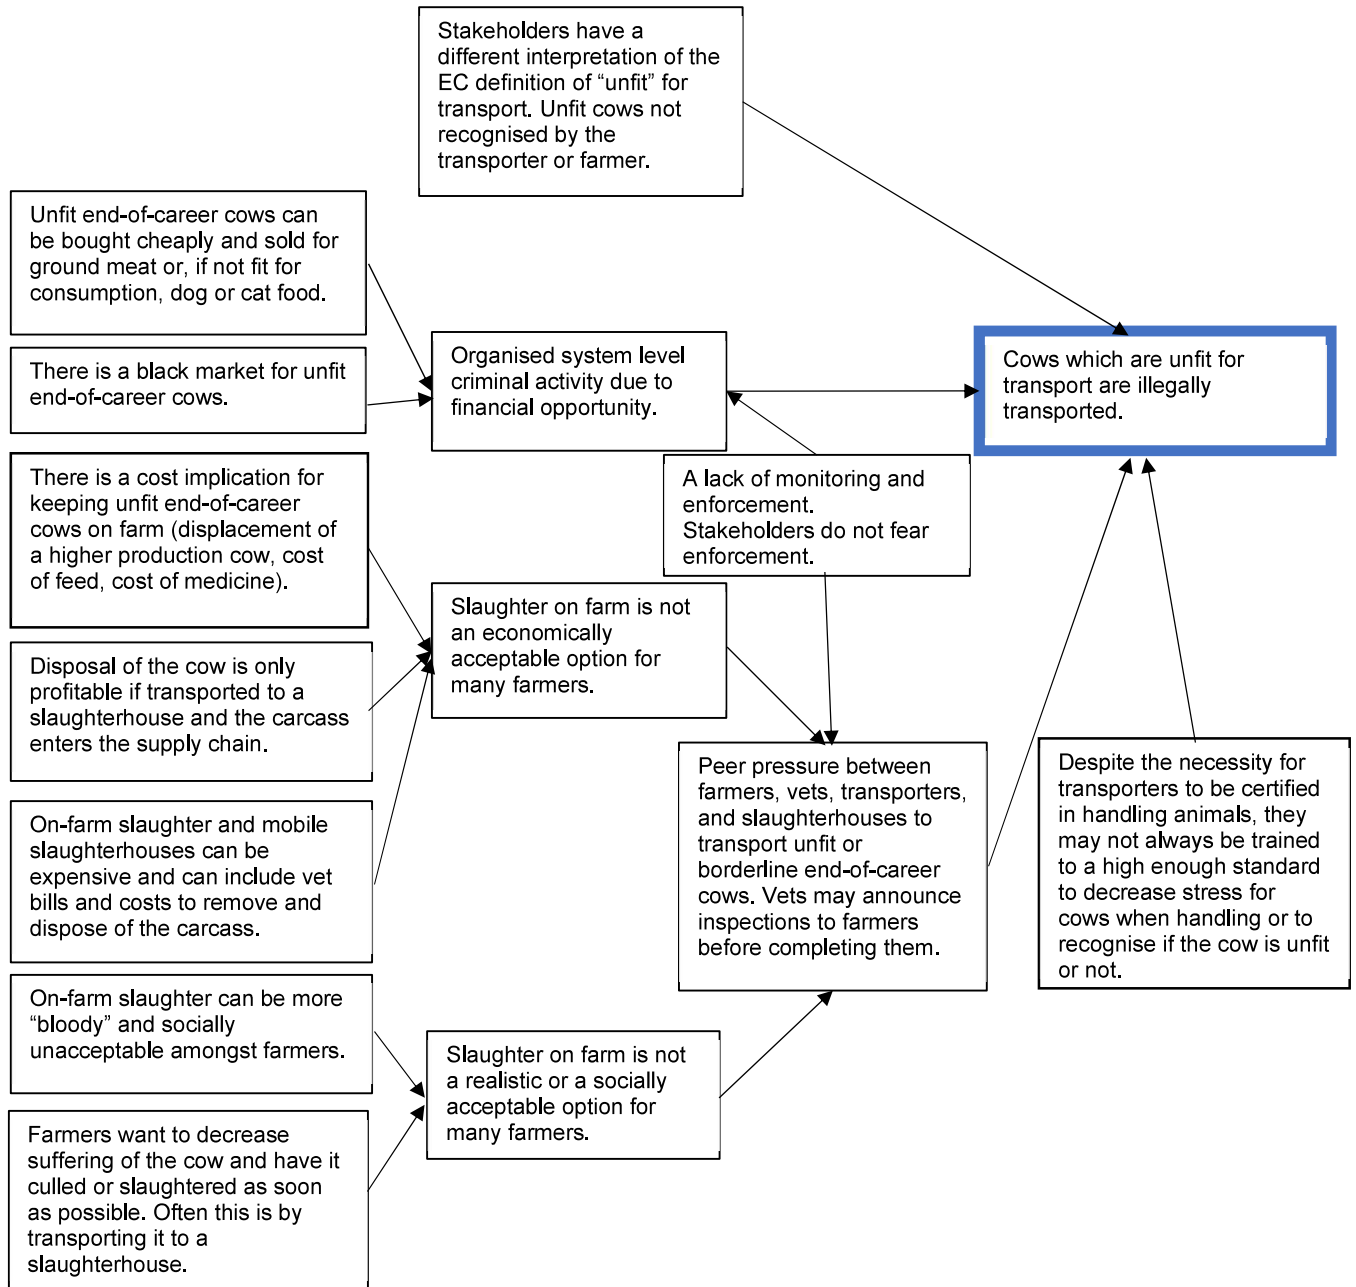 Stakeholders have a
different interpretation of the
EC definition of “unfit” for
transport. Unfit cows not
recognised by the
transporter or farmer.
Unfit end-of-career cows can
be bought cheaply and sold for
ground meat or, if not fit for
consumption, dog or cat food.
There is a black market for unfit
end-of-career cows.
Organised system level
criminal activity due to
financial opportunity.
Cows which are unfit for
transport are illegally
transported.
There is a cost implication for
keeping unfit end-of-career
cows on farm (displacement of
a higher production cow, cost
of feed, cost of medicine).
A lack of monitoring and
enforcement.
Stakeholders do not fear
enforcement.
Slaughter on farm is not
an economically
acceptable option for
many farmers.
Disposal of the cow is only
profitable if transported to a
slaughterhouse and the carcass
enters the supply chain.
On-farm slaughter and mobile
slaughterhouses can be
expensive and can include vet
bills and costs to remove and
dispose of the carcass.
Peer pressure between
farmers, vets, transporters,
and slaughterhouses to
transport unfit or
borderline end-of-career
cows. Vets may announce
inspections to farmers
before completing them.
Despite the necessity for
transporters to be certified
in handling animals, they
may not always be trained
to a high enough standard
to decrease stress for
cows when handling or to
recognise if the cow is unfit
or not.
On-farm slaughter can be more
“bloody” and socially
unacceptable amongst farmers.
Slaughter on farm is not
a realistic or a socially
acceptable option for
many farmers.
Farmers want to decrease
suffering of the cow and have it
culled or slaughtered as soon
as possible. Often this is by
transporting it to a
slaughterhouse.